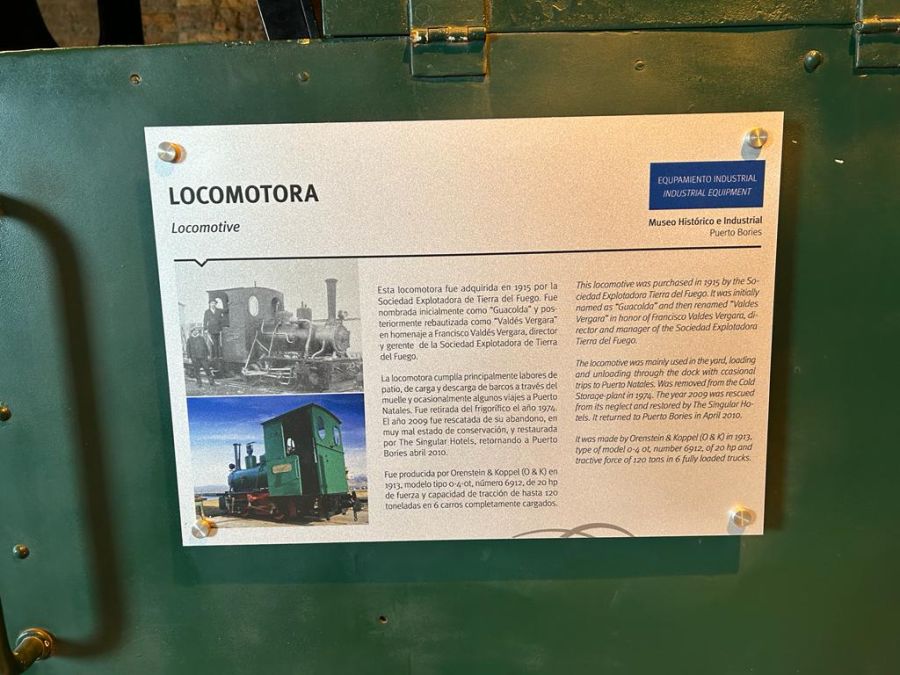 LOCOMOTORA
Locomotive
EQUPAMIENTO INDUSTRIAL
INDUSTRIAL EQUIPMENT
Museo Histórico e Industrial
Puerto Bories
Esta locomotora fue adquirida en 1915 por la
Sociedad Explotadora de Tierra del Fuego. Fue
nombrada inicialmente como "Guacolda" y pos-
teriormente rebautizada como "Valdés Vergara"
en homenaje a Francisco Valdés Vergara, director
y gerente de la Sociedad Explotadora de Tierra
del Fuego.
La locomotora cumplía principalmente labores de
patio, de carga y descarga de barcos a través del
muelle y ocasionalmente algunos viajes a Puerto
Natales. Fue retirada del frigorífico el año 1974.
El año 2009 fue rescatada de su abandono, en
muy mal estado de conservación, y restaurada
por The Singular Hotels, retornando a Puerto
Bories abril 2010.
Fue producida por Orenstein & Koppel (O & K) en
1913, modelo tipo 0-4-0t, número 6912, de 20 hp
de fuerza y capacidad de tracción de hasta 120
toneladas en 6 carros completamente cargados.
This locomotive was purchased in 1915 by the So-
ciedad Explotadora Tierra del Fuego. It was initially
named as "Guacolda" and then renamed "Valdes
Vergara" in honor of Francisco Valdes Vergara, di-
rector and manager of the Sociedad Explotadora
Tierra del Fuego.
The locomotive was mainly used in the yard, loading
and unloading through the dock with ccasional
trips to Puerto Natales. Was removed from the Cold
Storage-plant in 1974. The year 2009 was rescued
from its neglect and restored by The Singular Ho-
tels. It returned to Puerto Bories in April 2010.
It was made by Orenstein & Koppel (O & K) in 1913,
type of model 0-4 0t, number 6912, of 20 hp and
tractive force of 120 tons in 6 fully loaded trucks.